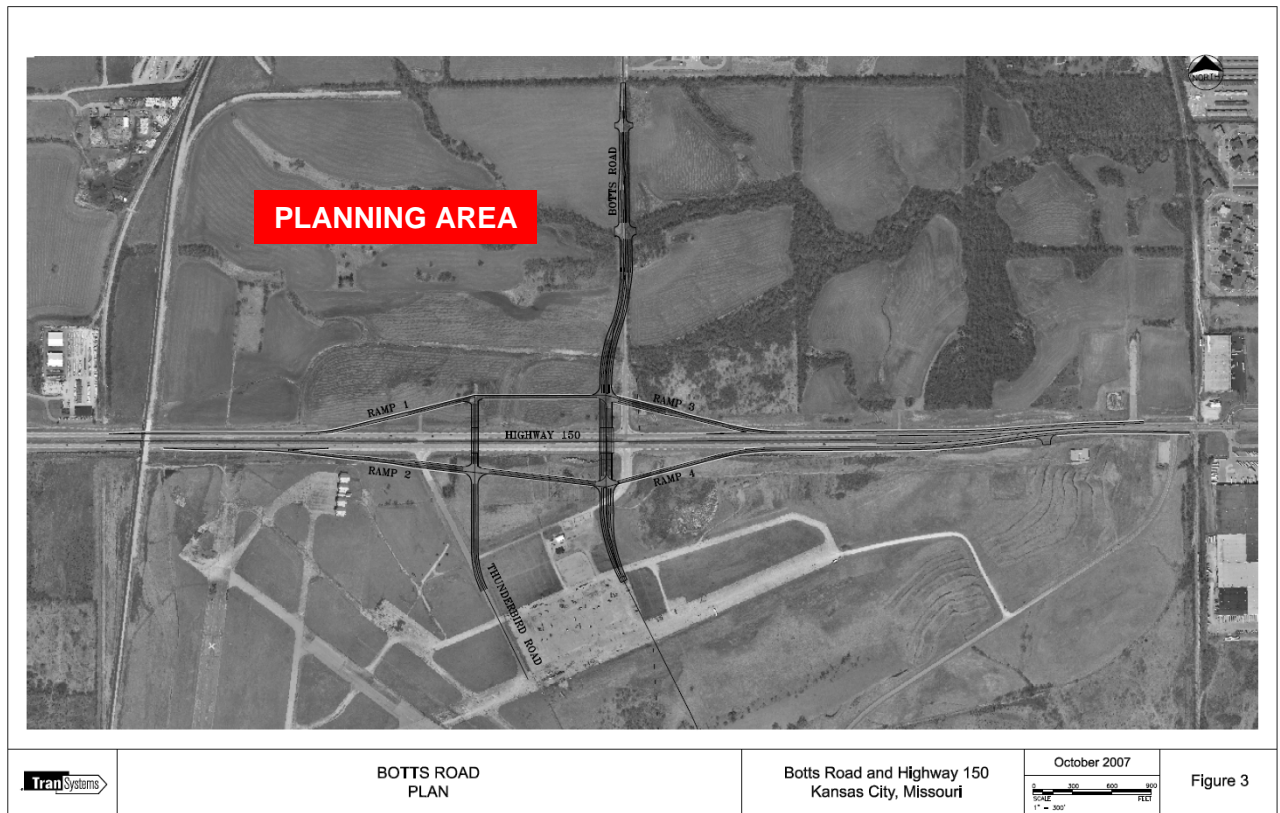 NORTH
BOTTS ROAD
PLANNING AREA
RAMP 1
RAMP 3
HIGHWAY 150
RAMP 2
RAMP 4
THUNDERBIRD ROAD
TranSystems
BOTTS ROAD
PLAN
Botts Road and Highway 150
Kansas City, Missouri
October 2007
0 300 600 900
SCALE FEET
1" = 300'
Figure 3